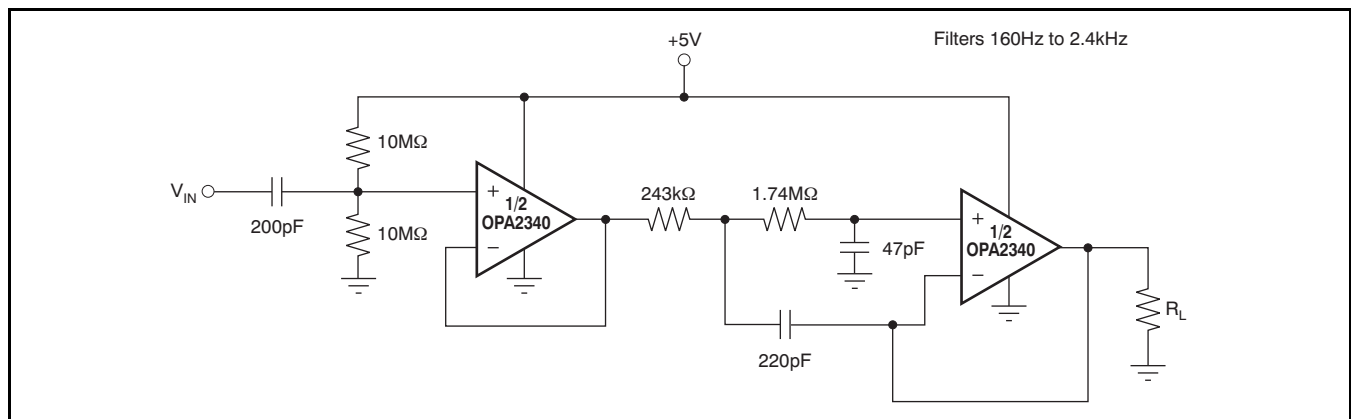 +5V
Filters 160Hz to 2.4kHz
10MΩ
V_IN
200pF
10MΩ
+
1/2
OPA2340
−
243kΩ
1.74MΩ
47pF
220pF
+
1/2
OPA2340
−
R_L